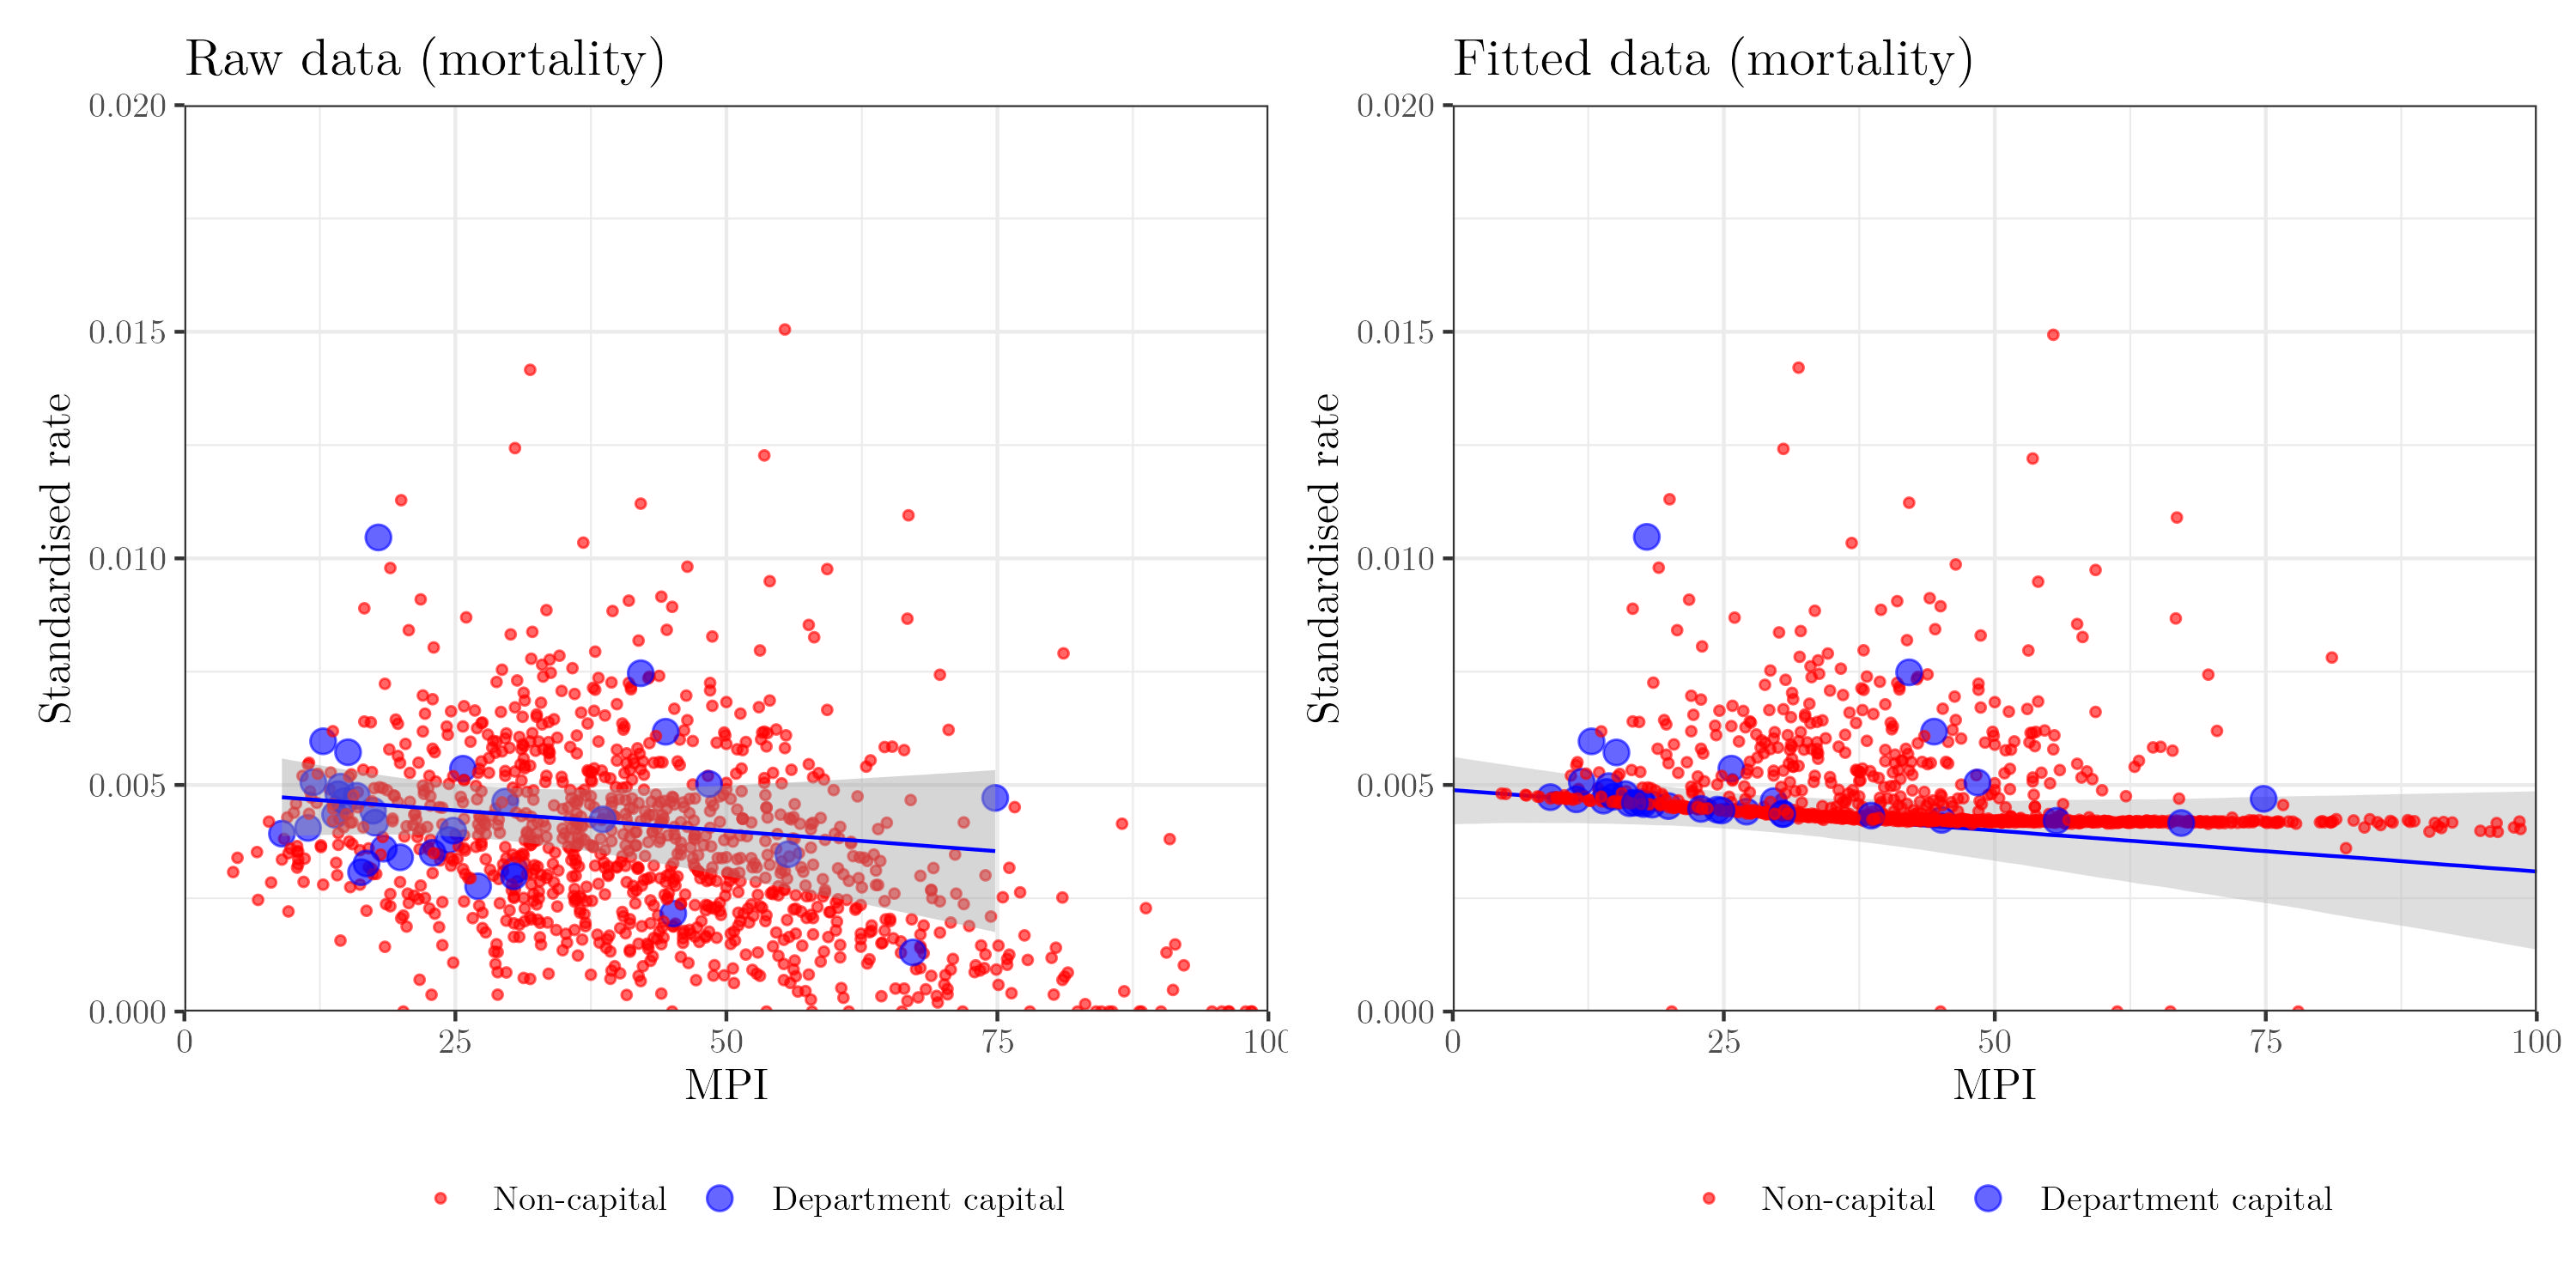 Raw data (mortality)
0.020
0.015
0.010
0.005
0.000
Standardised rate
0
25
50
75
100
MPI
Non-capital
Department capital
Fitted data (mortality)
0.020
0.015
0.010
0.005
0.000
Standardised rate
0
25
50
75
100
MPI
Non-capital
Department capital